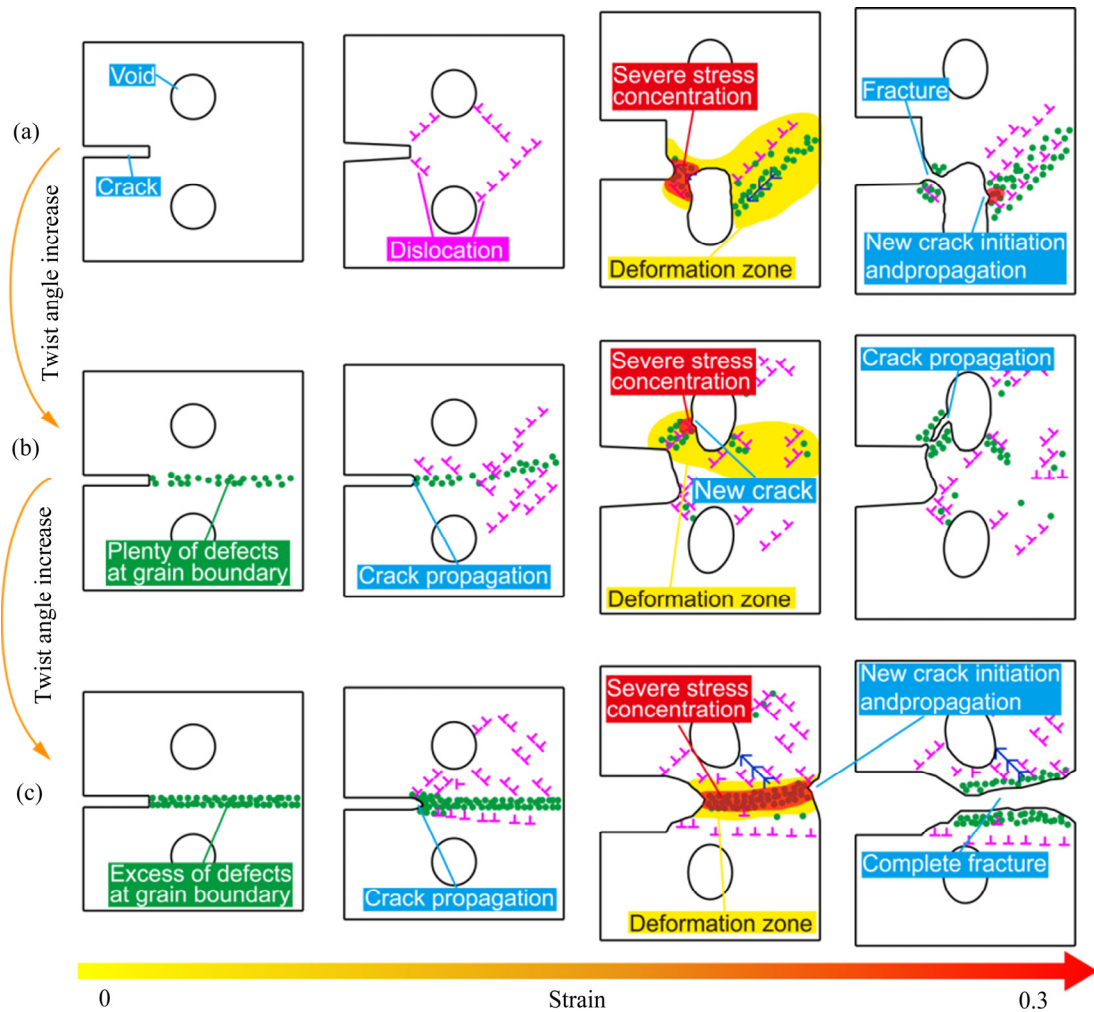 Void
Crack
(a)
Dislocation
Severe stress
concentration
Deformation zone
Fracture
New crack initiation
andpropagation
Twist angle increase
(b)
Plenty of defects
at grain boundary
Crack propagation
Severe stress
concentration
New crack
Deformation zone
Crack propagation
Twist angle increase
(c)
Excess of defects
at grain boundary
Crack propagation
Severe stress
concentration
Deformation zone
New crack initiation
andpropagation
Complete fracture
0
Strain
0.3